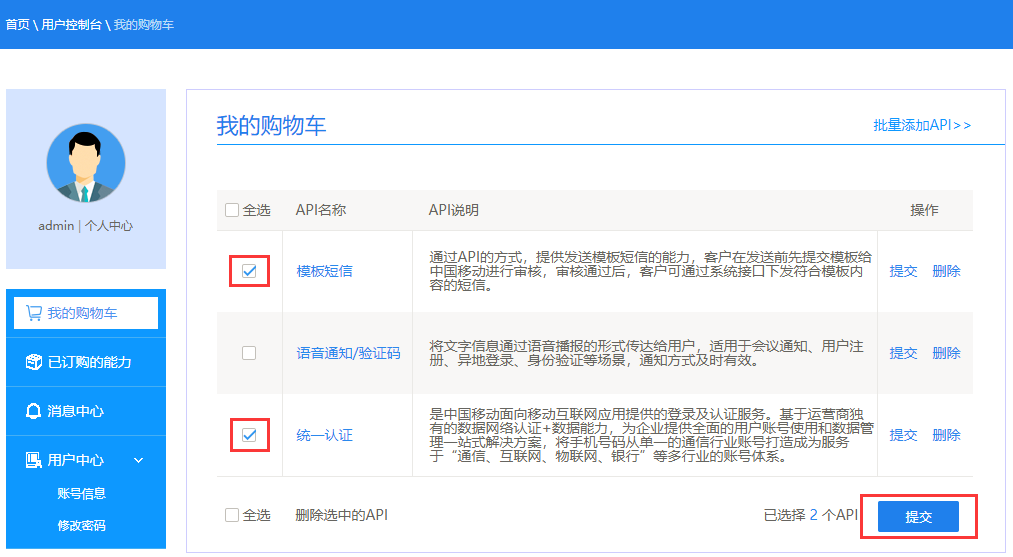 首页 \ 用户控制台 \ 我的购物车
admin | 个人中心
我的购物车
已订购的能力
消息中心
用户中心
账号信息
修改密码
我的购物车
批量添加API>>
全选 API名称 API说明 操作
模板短信
通过API的方式，提供发送模板短信的能力，客户在发送前先提交模板给
中国移动进行审核，审核通过后，客户可通过系统接口下发符合模板内
容的短信。
提交 删除
语音通知/验证码
将文字信息通过语音播报的形式传达给用户，适用于会议通知、用户注
册、异地登录、身份验证等场景，通知方式及时有效。
提交 删除
统一认证
是中国移动面向移动互联网应用提供的登录及认证服务。基于运营商独
有的数据网络认证+数据能力，为企业提供全面的用户账号使用和数据管
理一站式解决方案，将手机号码从单一的通信行业账号打造成为服务
于“通信、互联网、物联网、银行”等多行业的账号体系。
提交 删除
全选 删除选中的API 已选择 2 个API 提交